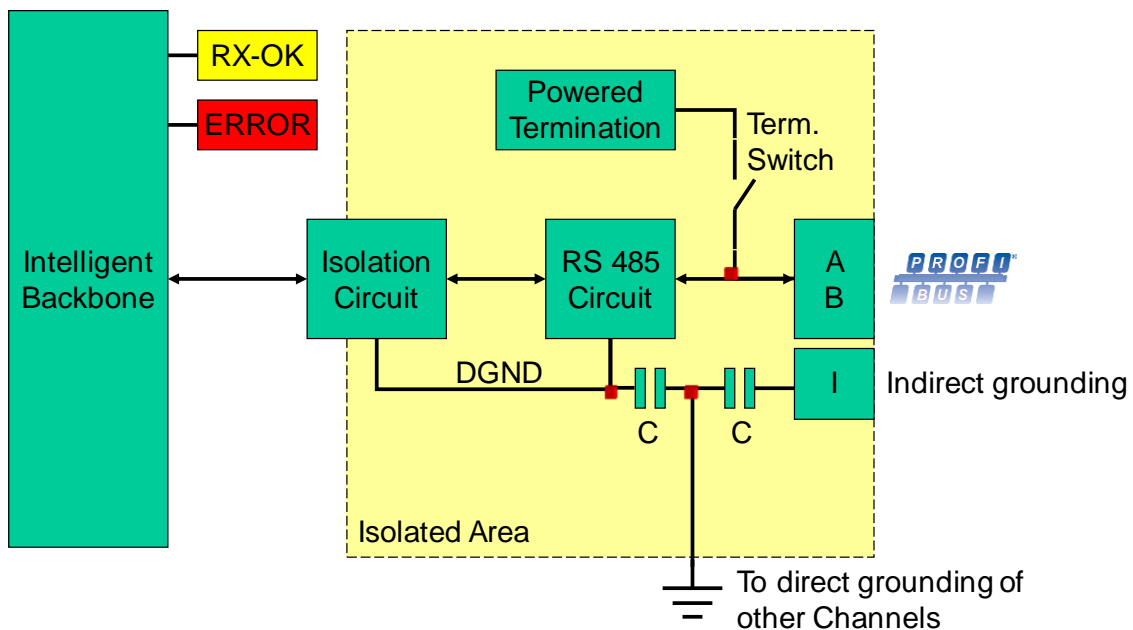 RX-OK
ERROR
Powered
Termination
Term.
Switch
Intelligent
Backbone
Isolation
Circuit
RS 485
Circuit
A
B
PROFI®
BUS
DGND
I
Indirect grounding
C
C
Isolated Area
To direct grounding of
other Channels